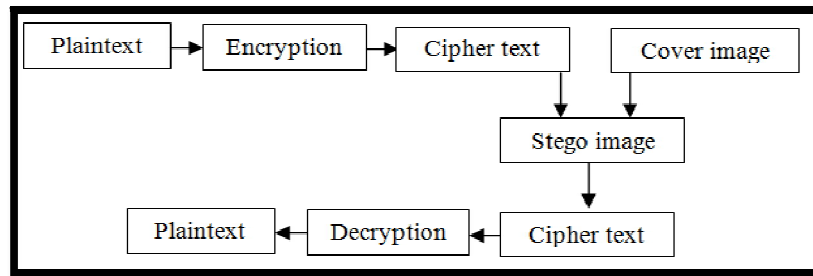 Plaintext
Encryption
Cipher text
Cover image
Stego image
Plaintext
Decryption
Cipher text